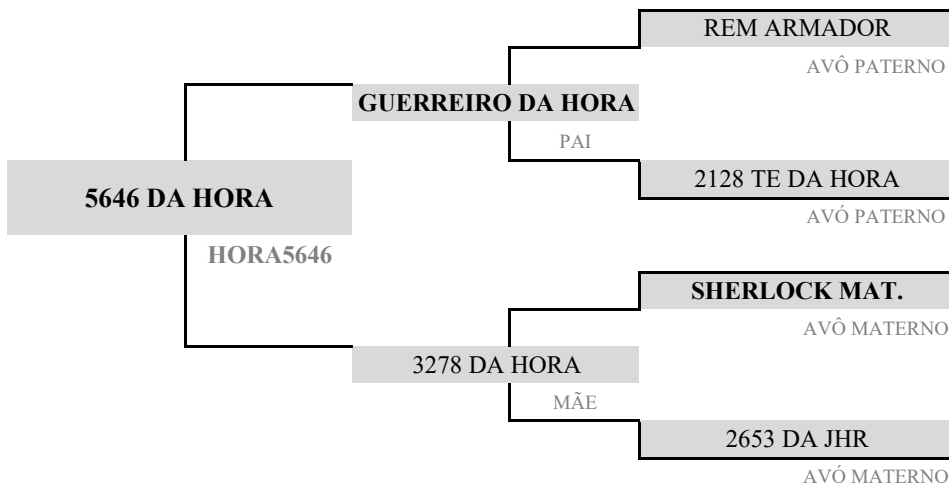 REM ARMADOR
AVÔ PATERNO
GUERREIRO DA HORA
PAI
2128 TE DA HORA
AVÓ PATERNO
5646 DA HORA
HORA5646
SHERLOCK MAT.
AVÔ MATERNO
3278 DA HORA
MÃE
2653 DA JHR
AVÓ MATERNO